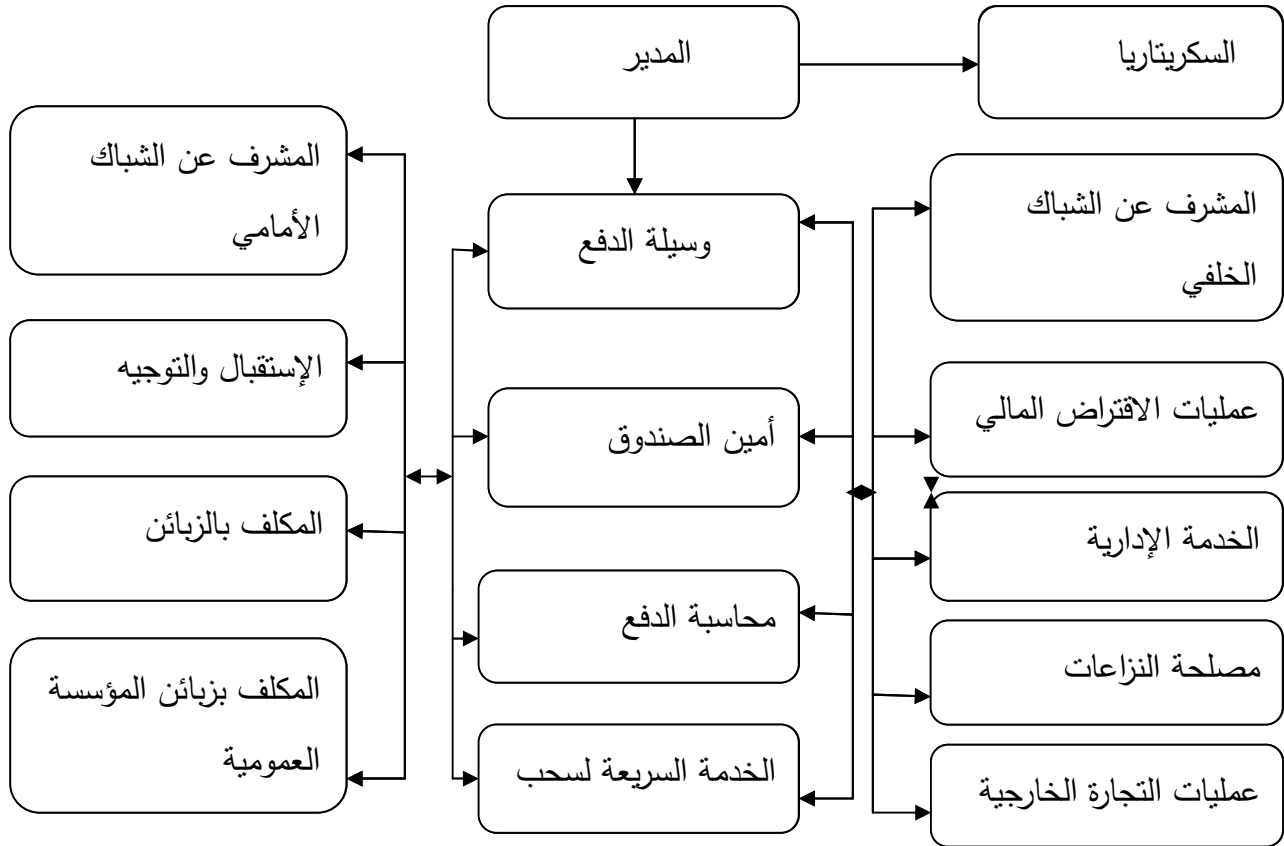 السكريتاريا
المدير
المشرف عن الشباك
الخلفي
عمليات الاقتراض المالي
الخدمة الإدارية
مصلحة النزاعات
عمليات التجارة الخارجية
وسيلة الدفع
أمين الصندوق
محاسبة الدفع
الخدمة السريعة لسحب
المشرف عن الشباك
الأمامي
الإستقبال والتوجيه
المكلف بالزبائن
المكلف بزبائن المؤسسة
العمومية